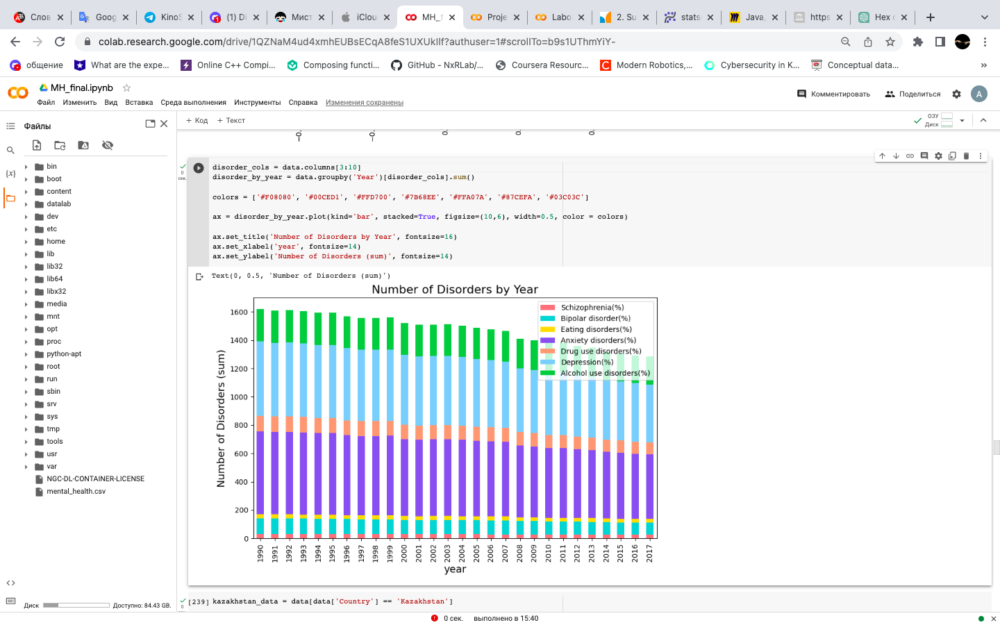 Слов
Goog
KinoS
(1) Di
Мист
iClou
MH_f
Proje
Labo
2. Su
stats
Java,
https
Hex c
colab.research.google.com/drive/1QZNaM4ud4xmhEUBsECqA8feS1UXUkIlf?authuser=1#scrollTo=b9s1UThmYiY-
общение
What are the expe...
Online C++ Compi...
Composing functi...
GitHub - NxRLab/...
Coursera Resourc...
Modern Robotics,...
Cybersecurity in K...
Conceptual data...
»
MH_final.ipynb
Комментировать
Поделиться
A
Файл Изменить Вид Вставка Среда выполнения Инструменты Справка Изменения сохранены
Файлы
+ Код + Текст
ОЗУ
Диск
{x}
bin
boot
content
datalab
dev
etc
home
lib
lib32
lib64
libx32
media
mnt
opt
proc
python-apt
root
run
sbin
srv
sys
tmp
tools
usr
var
NGC-DL-CONTAINER-LICENSE
mental_health.csv
Диск
Доступно: 84.43 GB.
−0. −0. 0. 0. 0.
0
сек.
disorder_cols = data.columns[3:10]
disorder_by_year = data.groupby('Year')[disorder_cols].sum()
colors = ['#F08080', '#00CED1', '#FFD700', '#7B68EE', '#FFA07A', '#87CEFA', '#03C03C']
ax = disorder_by_year.plot(kind='bar', stacked=True, figsize=(10,6), width=0.5, color = colors)
ax.set_title('Number of Disorders by Year', fontsize=16)
ax.set_xlabel('year', fontsize=14)
ax.set_ylabel('Number of Disorders (sum)', fontsize=14)
Text(0, 0.5, 'Number of Disorders (sum)')
Number of Disorders by Year
Number of Disorders (sum)
1600
1400
1200
1000
800
600
400
200
0
Schizophrenia(%)
Bipolar disorder(%)
Eating disorders(%)
Anxiety disorders(%)
Drug use disorders(%)
Depression(%)
Alcohol use disorders(%)
1990 1991 1992 1993 1994 1995 1996 1997 1998 1999 2000 2001 2002 2003 2004 2005 2006 2007 2008 2009 2010 2011 2012 2013 2014 2015 2016 2017
year
0
[239] kazakhstan_data = data[data['Country'] == 'Kazakhstan']
0 сек. выполнено в 15:40